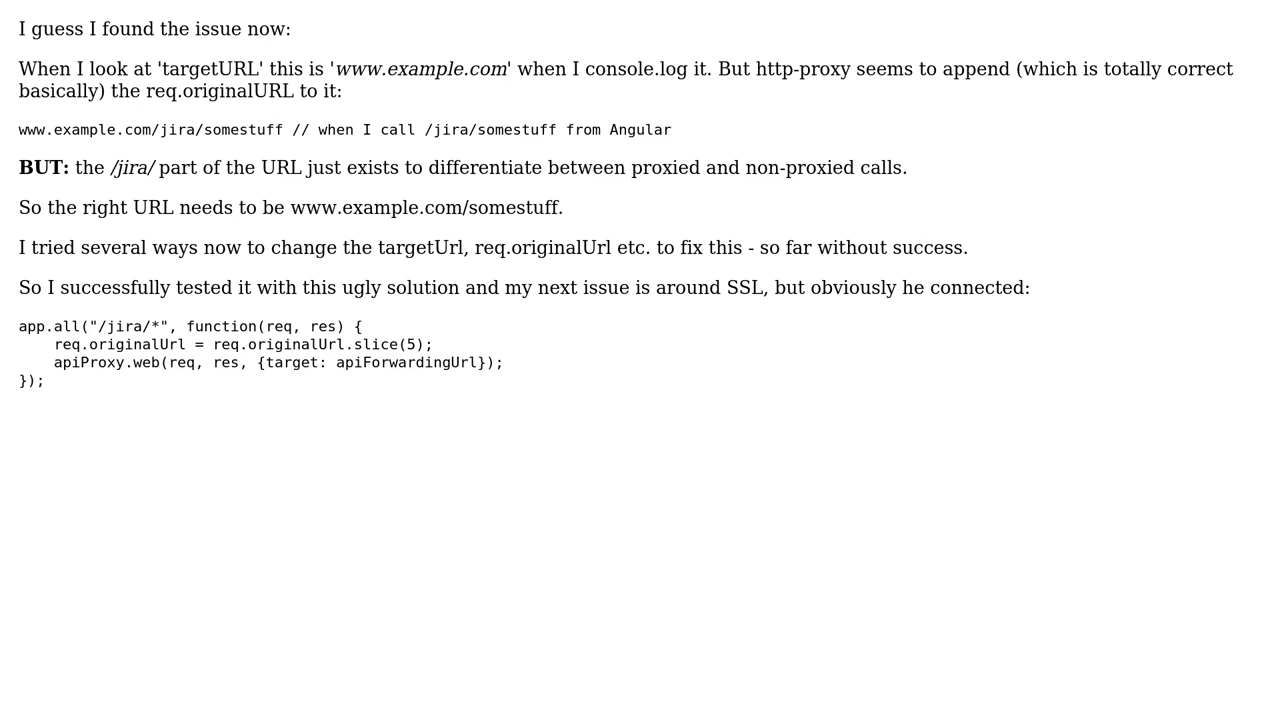 I guess I found the issue now:
When I look at 'targetURL' this is 'www.example.com' when I console.log it. But http-proxy seems to append (which is totally correct
basically) the req.originalURL to it:
www.example.com/jira/somestuff // when I call /jira/somestuff from Angular
BUT: the /jira/ part of the URL just exists to differentiate between proxied and non-proxied calls.
So the right URL needs to be www.example.com/somestuff.
I tried several ways now to change the targetUrl, req.originalUrl etc. to fix this - so far without success.
So I successfully tested it with this ugly solution and my next issue is around SSL, but obviously he connected:
app.all("/jira/*", function(req, res) {
    req.originalUrl = req.originalUrl.slice(5);
    apiProxy.web(req, res, {target: apiForwardingUrl});
});